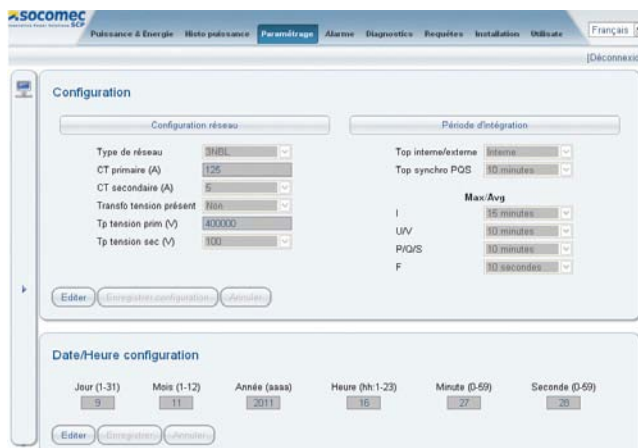 socomec
Innovative Power Solutions SCP
Puissance & Energie Histo puissance Paramétrage Alarme Diagnostics Requêtes Installation Utilisate
Français
[Déconnexio
Configuration
Configuration réseau
Type de réseau 3NBL
CT primaire (A) 125
CT secondaire (A) 5
Transfo tension présent Non
Tp tension prim (V) 400000
Tp tension sec (V) 100
Période d'intégration
Top interne/externe Interne
Top synchro PQS 10 minutes
Max/Avg
I 15 minutes
U/V 10 minutes
P/Q/S 10 minutes
F 10 secondes
Editer Enregistrer configuration Annuler
Date/Heure configuration
Jour (1-31) Mois (1-12) Année (aaaa) Heure (hh:1-23) Minute (0-59) Seconde (0-59)
9 11 2011 16 27 28
Editer Enregistrer Annuler